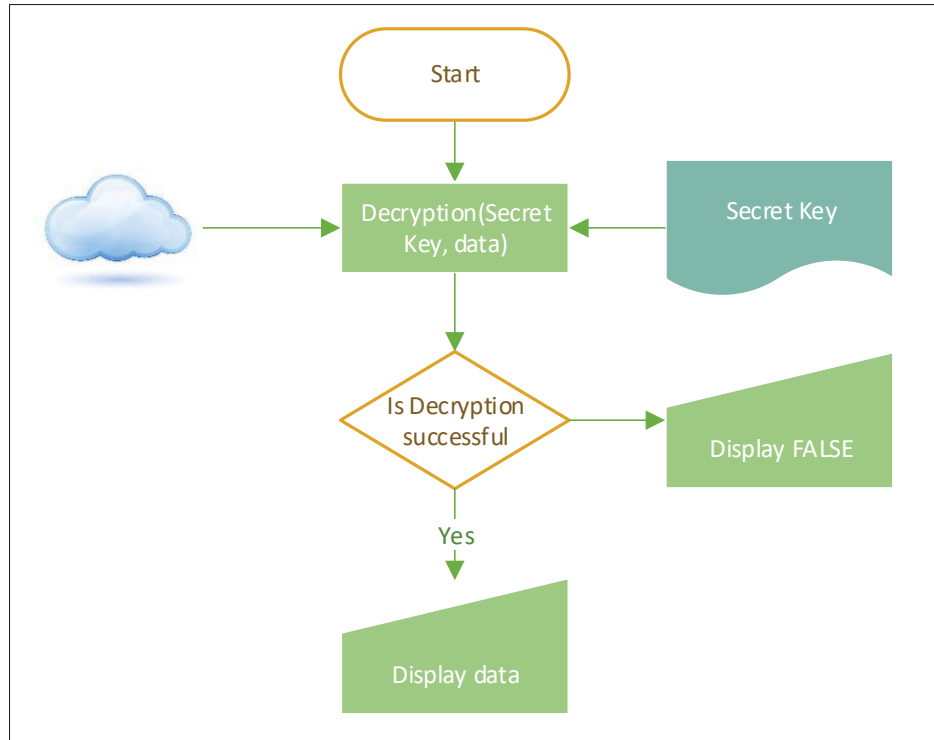 Start
Decryption(Secret
Key, data)
Secret Key
Is Decryption
successful
Display FALSE
Yes
Display data